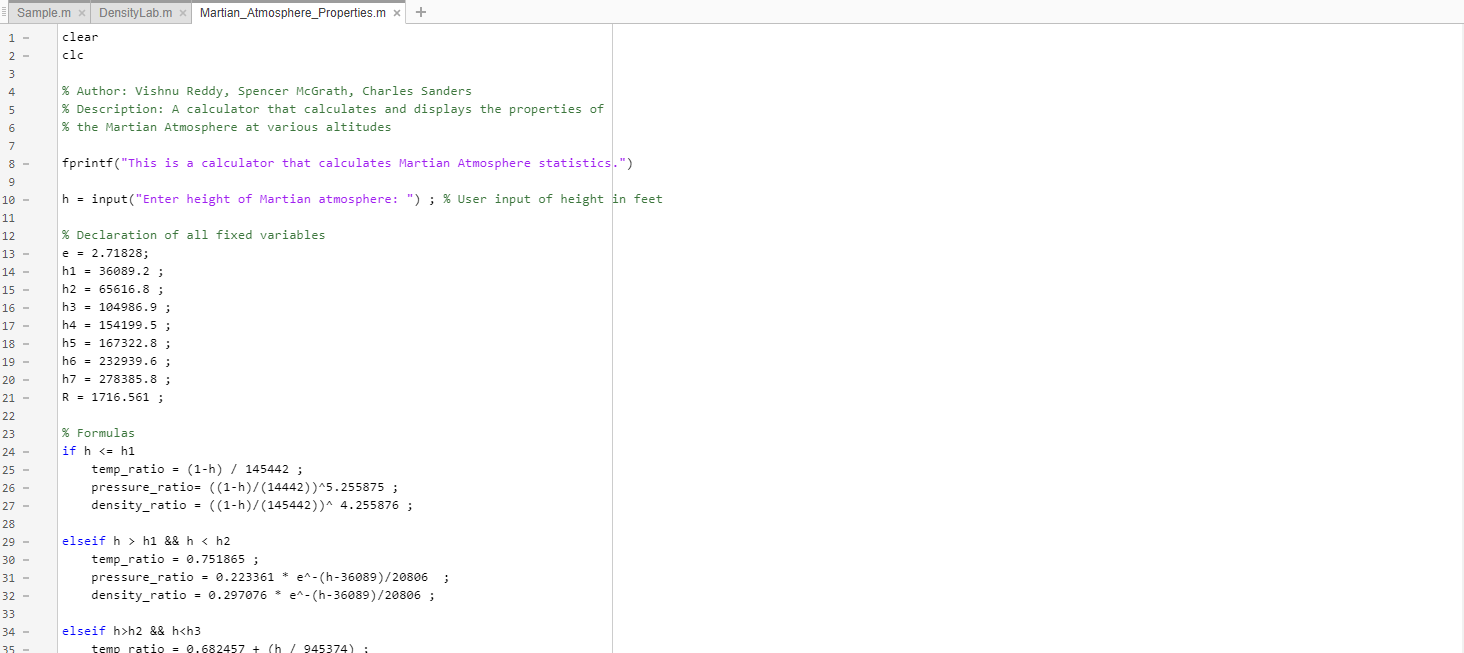 Sample.m × DensityLab.m × Martian_Atmosphere_Properties.m × +
1 – clear
2 – clc
3
4 % Author: Vishnu Reddy, Spencer McGrath, Charles Sanders
5 % Description: A calculator that calculates and displays the properties of
6 % the Martian Atmosphere at various altitudes
7
8 – fprintf("This is a calculator that calculates Martian Atmosphere statistics.")
9
10 – h = input("Enter height of Martian atmosphere: ") ; % User input of height in feet
11
12 % Declaration of all fixed variables
13 – e = 2.71828;
14 – h1 = 36089.2 ;
15 – h2 = 65616.8 ;
16 – h3 = 104986.9 ;
17 – h4 = 154199.5 ;
18 – h5 = 167322.8 ;
19 – h6 = 232939.6 ;
20 – h7 = 278385.8 ;
21 – R = 1716.561 ;
22
23 % Formulas
24 – if h <= h1
25 – temp_ratio = (1-h) / 145442 ;
26 – pressure_ratio= ((1-h)/(14442))^5.255875 ;
27 – density_ratio = ((1-h)/(145442))^ 4.255876 ;
28
29 – elseif h > h1 && h < h2
30 – temp_ratio = 0.751865 ;
31 – pressure_ratio = 0.223361 * e^-(h-36089)/20806 ;
32 – density_ratio = 0.297076 * e^-(h-36089)/20806 ;
33
34 – elseif h>h2 && h<h3
35 – temp_ratio = 0.682457 + (h / 945374) ;